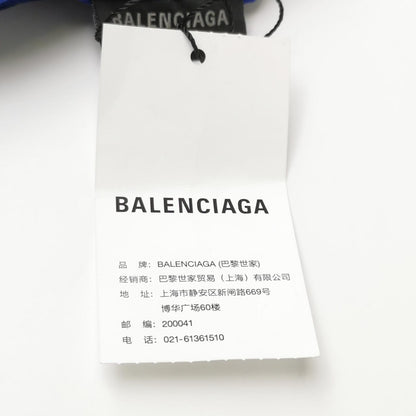 BALENCIAGA
BALENCIAGA
品　牌：BALENCIAGA (巴黎世家)
经销商：巴黎世家贸易（上海）有限公司
地　址：上海市静安区新闸路669号
博华广场60楼
邮　编：200041
电　话：021-61361510